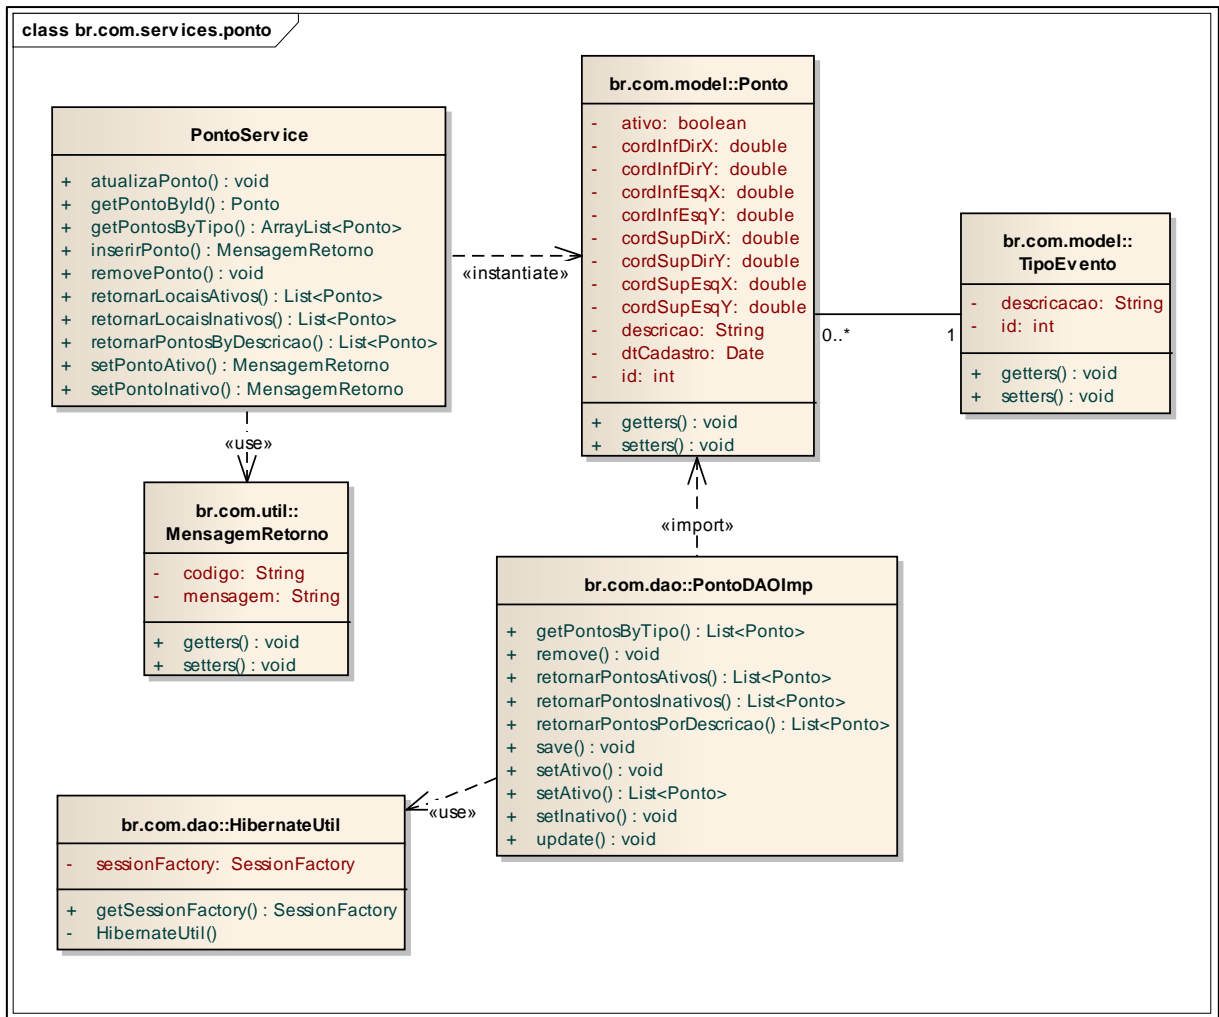 class br.com.services.ponto
PontoService
+ atualizaPonto() : void
+ getPontoById() : Ponto
+ getPontosByTipo() : ArrayList<Ponto>
+ inserirPonto() : MensagemRetorno
+ removePonto() : void
+ retornarLocaisAtivos() : List<Ponto>
+ retornarLocaisInativos() : List<Ponto>
+ retornarPontosByDescricao() : List<Ponto>
+ setPontoAtivo() : MensagemRetorno
+ setPontoInativo() : MensagemRetorno
«instantiate»
br.com.model::Ponto
- ativo: boolean
- cordInfDirX: double
- cordInfDirY: double
- cordInfEsqX: double
- cordInfEsqY: double
- cordSupDirX: double
- cordSupDirY: double
- cordSupEsqX: double
- cordSupEsqY: double
- descricao: String
- dtCadastro: Date
- id: int
+ getters() : void
+ setters() : void
0..*
1
br.com.model::
TipoEvento
- descricacao: String
- id: int
+ getters() : void
+ setters() : void
«use»
br.com.util::
MensagemRetorno
- codigo: String
- mensagem: String
+ getters() : void
+ setters() : void
«import»
br.com.dao::PontoDAOImp
+ getPontosByTipo() : List<Ponto>
+ remove() : void
+ retornarPontosAtivos() : List<Ponto>
+ retornarPontosInativos() : List<Ponto>
+ retornarPontosPorDescricao() : List<Ponto>
+ save() : void
+ setAtivo() : void
+ setAtivo() : List<Ponto>
+ setInativo() : void
+ update() : void
«use»
br.com.dao::HibernateUtil
- sessionFactory: SessionFactory
+ getSessionFactory() : SessionFactory
- HibernateUtil()